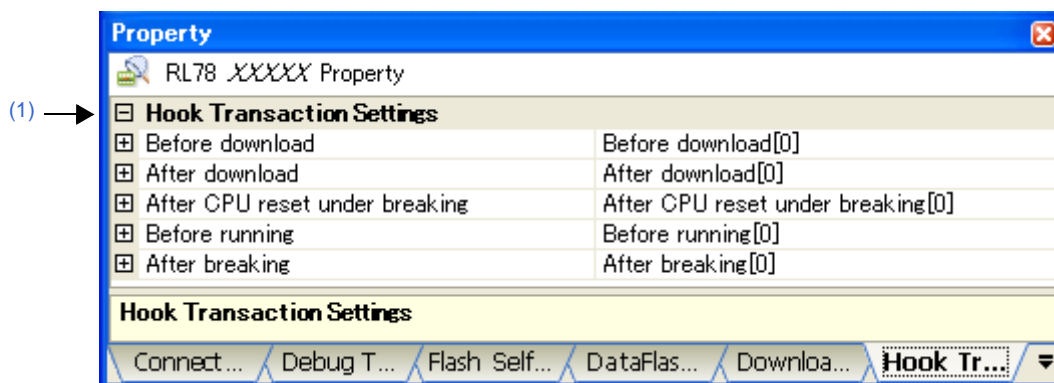 Property
RL78 XXXXX Property
(1)
Hook Transaction Settings
Before download Before download[0]
After download After download[0]
After CPU reset under breaking After CPU reset under breaking[0]
Before running Before running[0]
After breaking After breaking[0]
Hook Transaction Settings
Connect... Debug T... Flash Self... DataFlas... Downloa... Hook Tr...